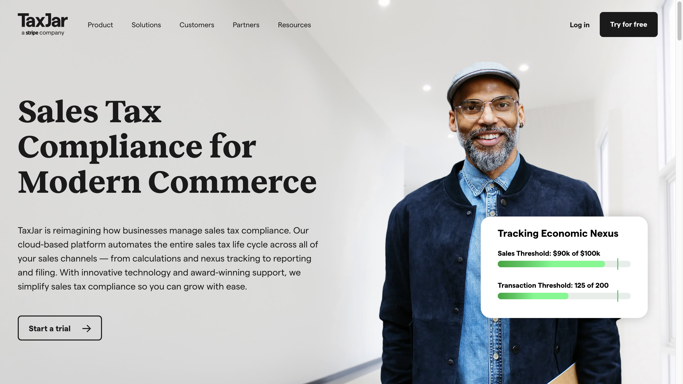 TaxJar
a stripe company
Product
Solutions
Customers
Partners
Resources
Log in
Try for free
Sales Tax
Compliance for
Modern Commerce
TaxJar is reimagining how businesses manage sales tax compliance. Our
cloud-based platform automates the entire sales tax life cycle across all of
your sales channels — from calculations and nexus tracking to reporting
and filing. With innovative technology and award-winning support, we
simplify sales tax compliance so you can grow with ease.
Start a trial
Tracking Economic Nexus
Sales Threshold: $90k of $100k
Transaction Threshold: 125 of 200